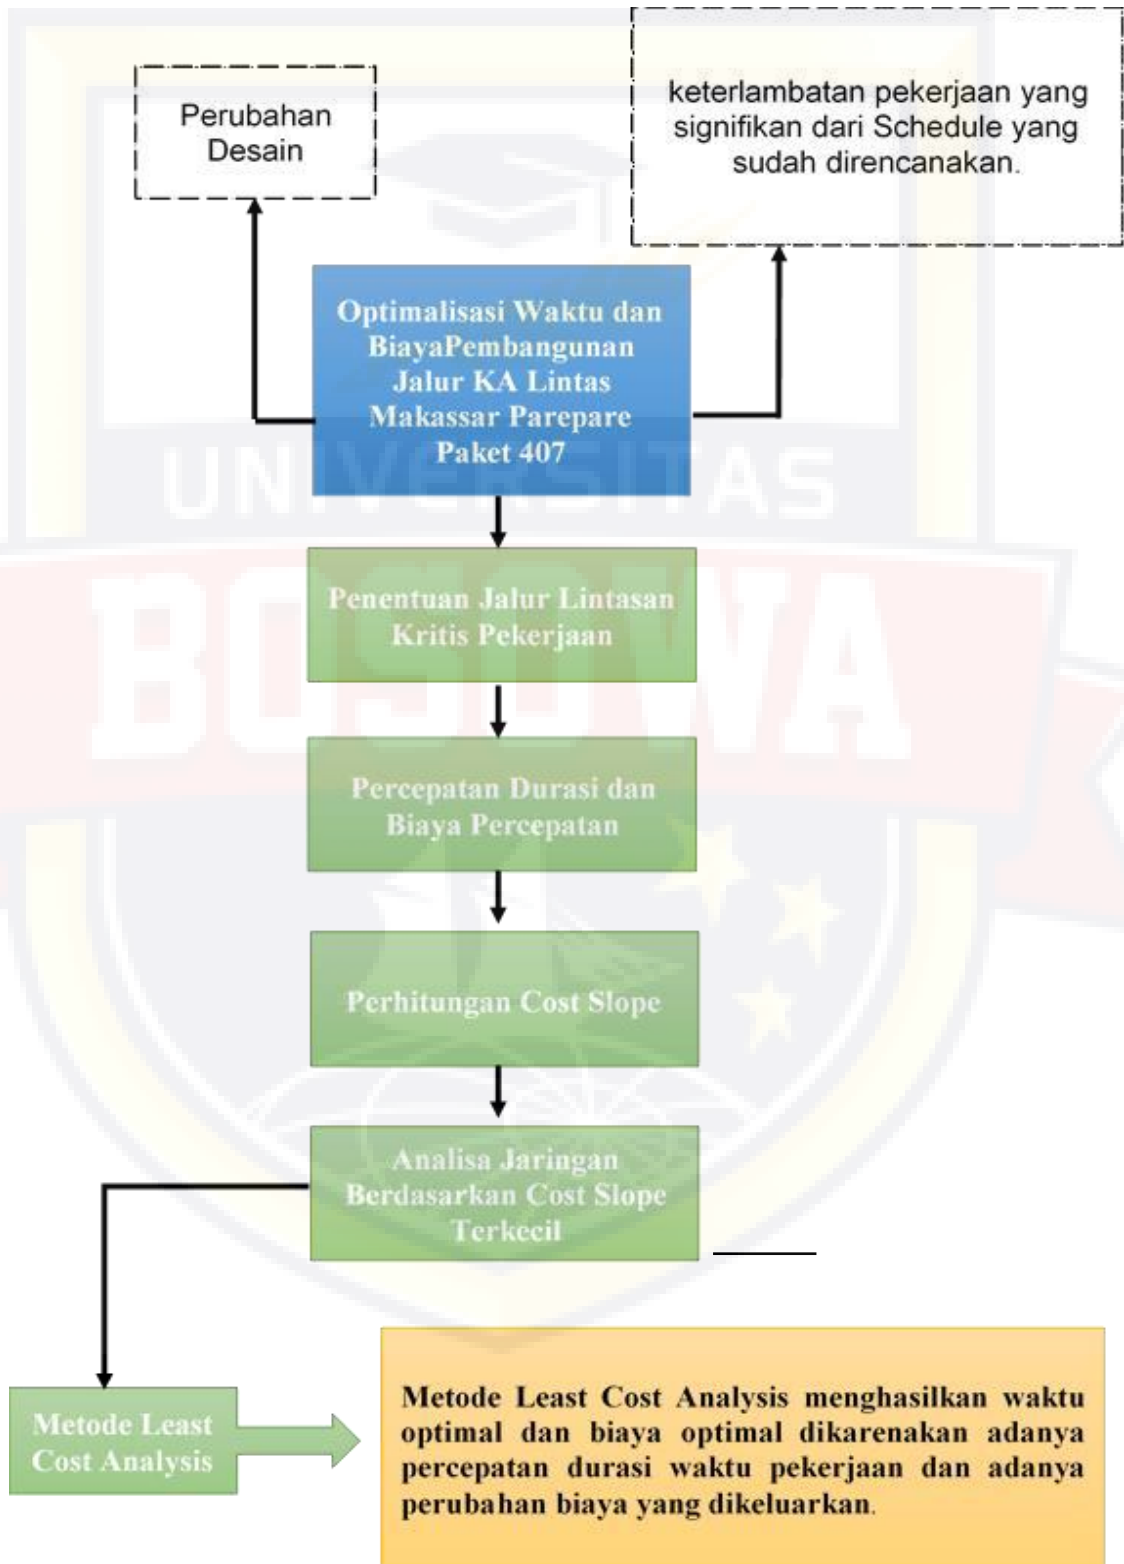 Perubahan
Desain
keterlambatan pekerjaan yang
signifikan dari Schedule yang
sudah direncanakan.
Optimalisasi Waktu dan
BiayaPembangunan
Jalur KA Lintas
Makassar Parepare
Paket 407
UNIVERSITAS
BOSOWA
Penentuan Jalur Lintasan
Kritis Pekerjaan
Percepatan Durasi dan
Biaya Percepatan
Perhitungan Cost Slope
Analisa Jaringan
Berdasarkan Cost Slope
Terkecil
Metode Least
Cost Analysis
Metode Least Cost Analysis menghasilkan waktu
optimal dan biaya optimal dikarenakan adanya
percepatan durasi waktu pekerjaan dan adanya
perubahan biaya yang dikeluarkan.